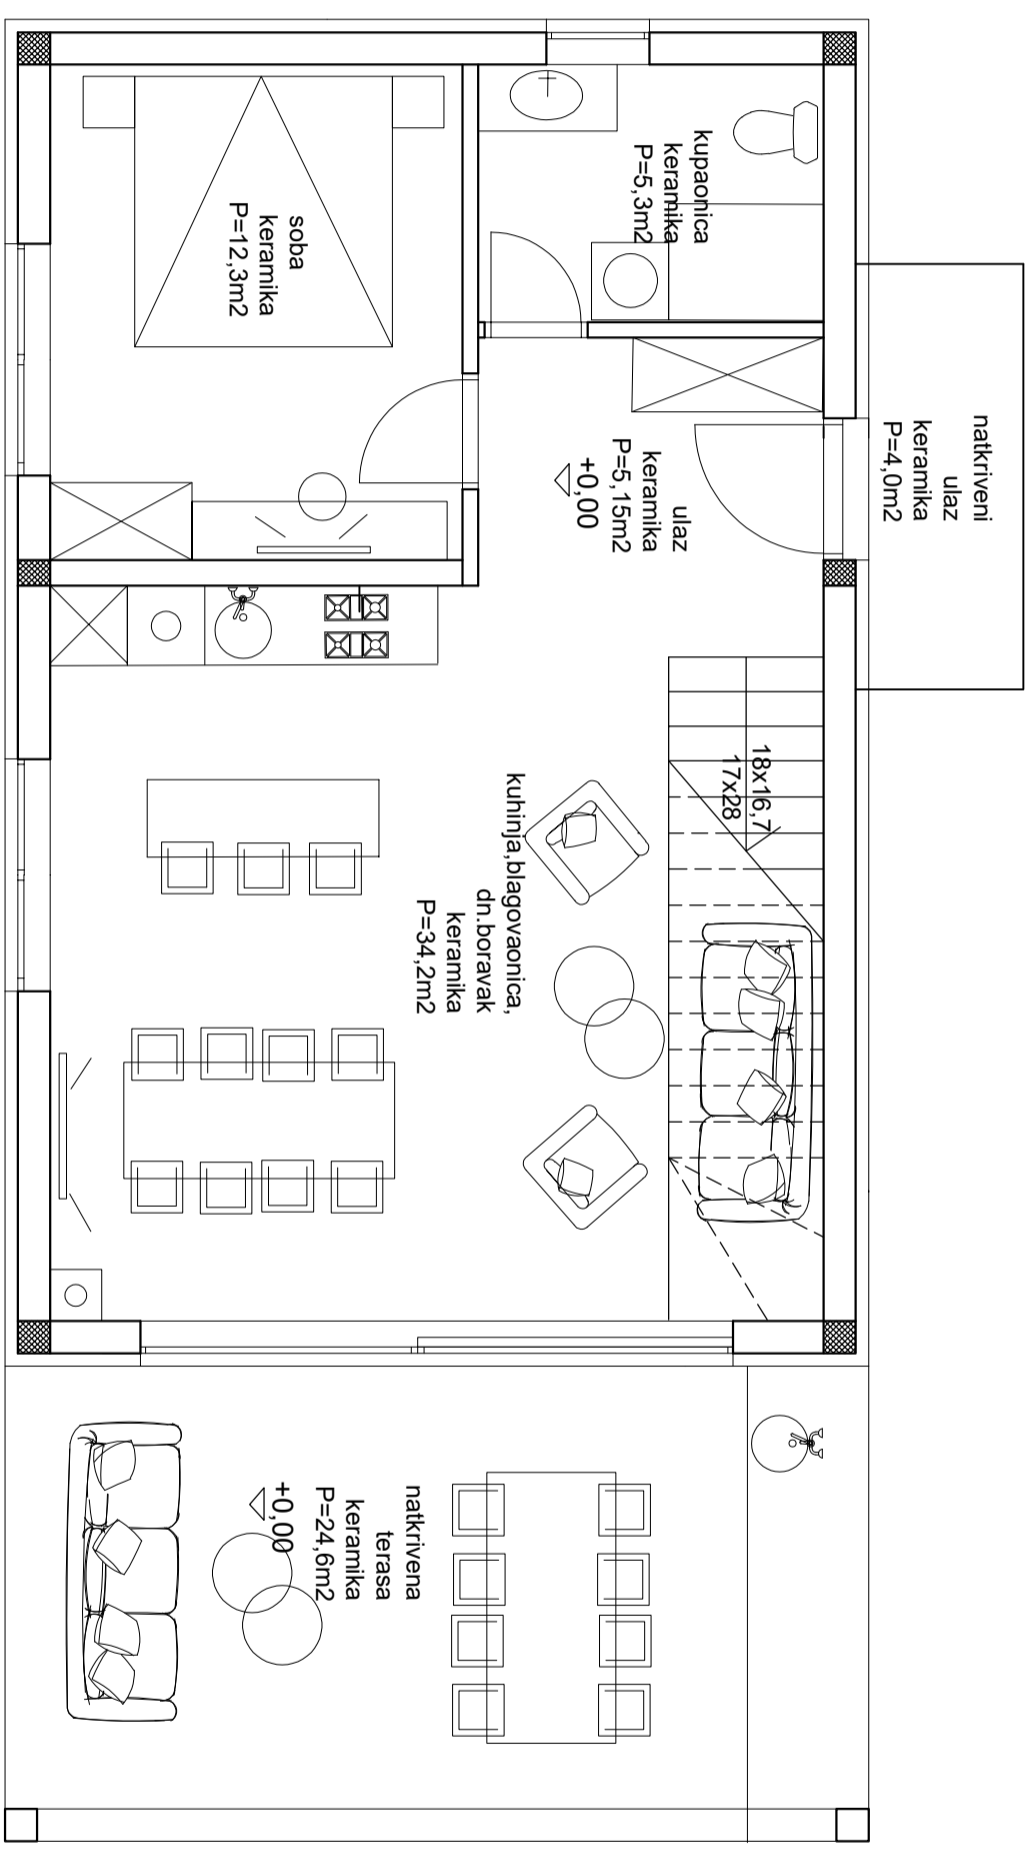 kupaonica
keramika
P=5,3m2
soba
keramika
P=12,3m2
natkriveni
ulaz
keramika
P=4,0m2
ulaz
keramika
P=5,15m2
+0,00
18x16,7
17x28
kuhinja,blagovaonica,
dn.boravak
keramika
P=34,2m2
natkrivena
terasa
keramika
P=24,6m2
+0,00